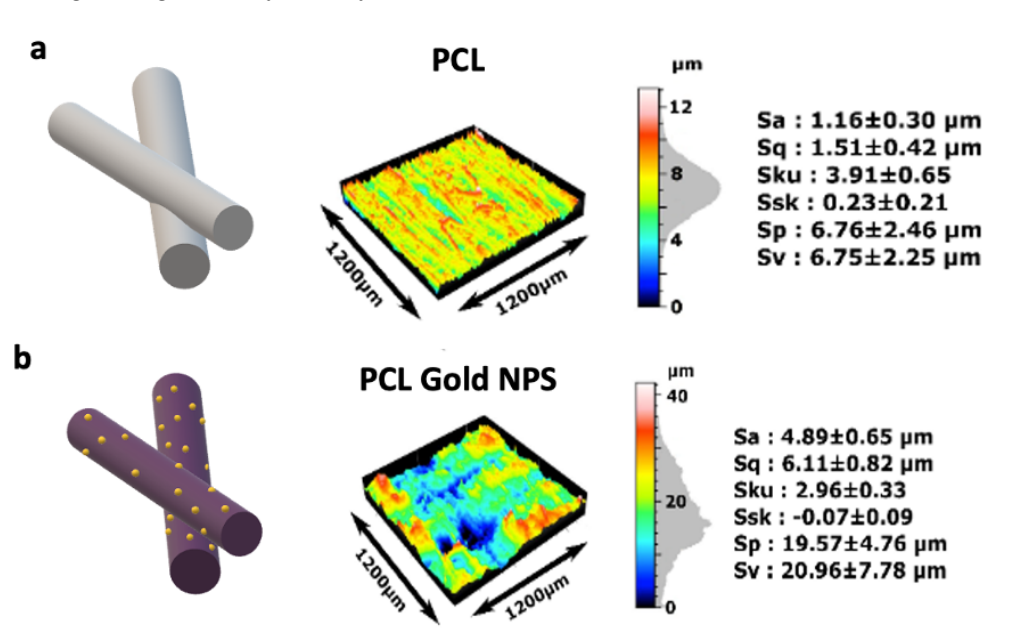 a
PCL
µm
12
8
4
0
1200µm
1200µm
Sa : 1.16±0.30 µm
Sq : 1.51±0.42 µm
Sku : 3.91±0.65
Ssk : 0.23±0.21
Sp : 6.76±2.46 µm
Sv : 6.75±2.25 µm
b
PCL Gold NPS
µm
40
20
0
1200µm
1200µm
Sa : 4.89±0.65 µm
Sq : 6.11±0.82 µm
Sku : 2.96±0.33
Ssk : -0.07±0.09
Sp : 19.57±4.76 µm
Sv : 20.96±7.78 µm